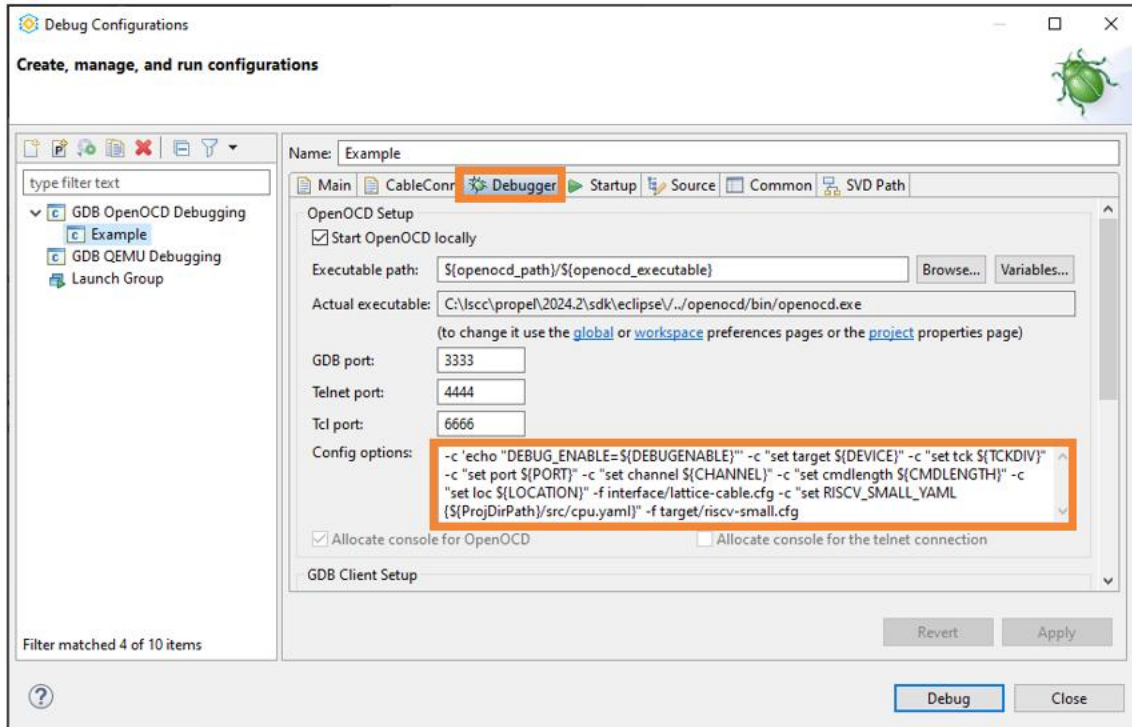 Debug Configurations
Create, manage, and run configurations
type filter text
GDB OpenOCD Debugging
Example
GDB QEMU Debugging
Launch Group
Filter matched 4 of 10 items
Name: Example
Main CableConn Debugger Startup Source Common SVD Path
OpenOCD Setup
Start OpenOCD locally
Executable path: ${openocd_path}/${openocd_executable} Browse... Variables...
Actual executable: C:\lscc\propel\2024.2\sdk\eclipse\/../openocd/bin/openocd.exe
(to change it use the global or workspace preferences pages or the project properties page)
GDB port: 3333
Telnet port: 4444
Tcl port: 6666
Config options: -c 'echo "DEBUG_ENABLE=${DEBUGENABLE}"' -c "set target ${DEVICE}" -c "set tck ${TCKDIV}"
-c "set port ${PORT}" -c "set channel ${CHANNEL}" -c "set cmdlength ${CMDLENGTH}" -c
"set loc ${LOCATION}" -f interface/lattice-cable.cfg -c "set RISCV_SMALL_YAML
{${ProjDirPath}/src/cpu.yaml}" -f target/riscv-small.cfg
Allocate console for OpenOCD Allocate console for the telnet connection
GDB Client Setup
Revert Apply
Debug Close